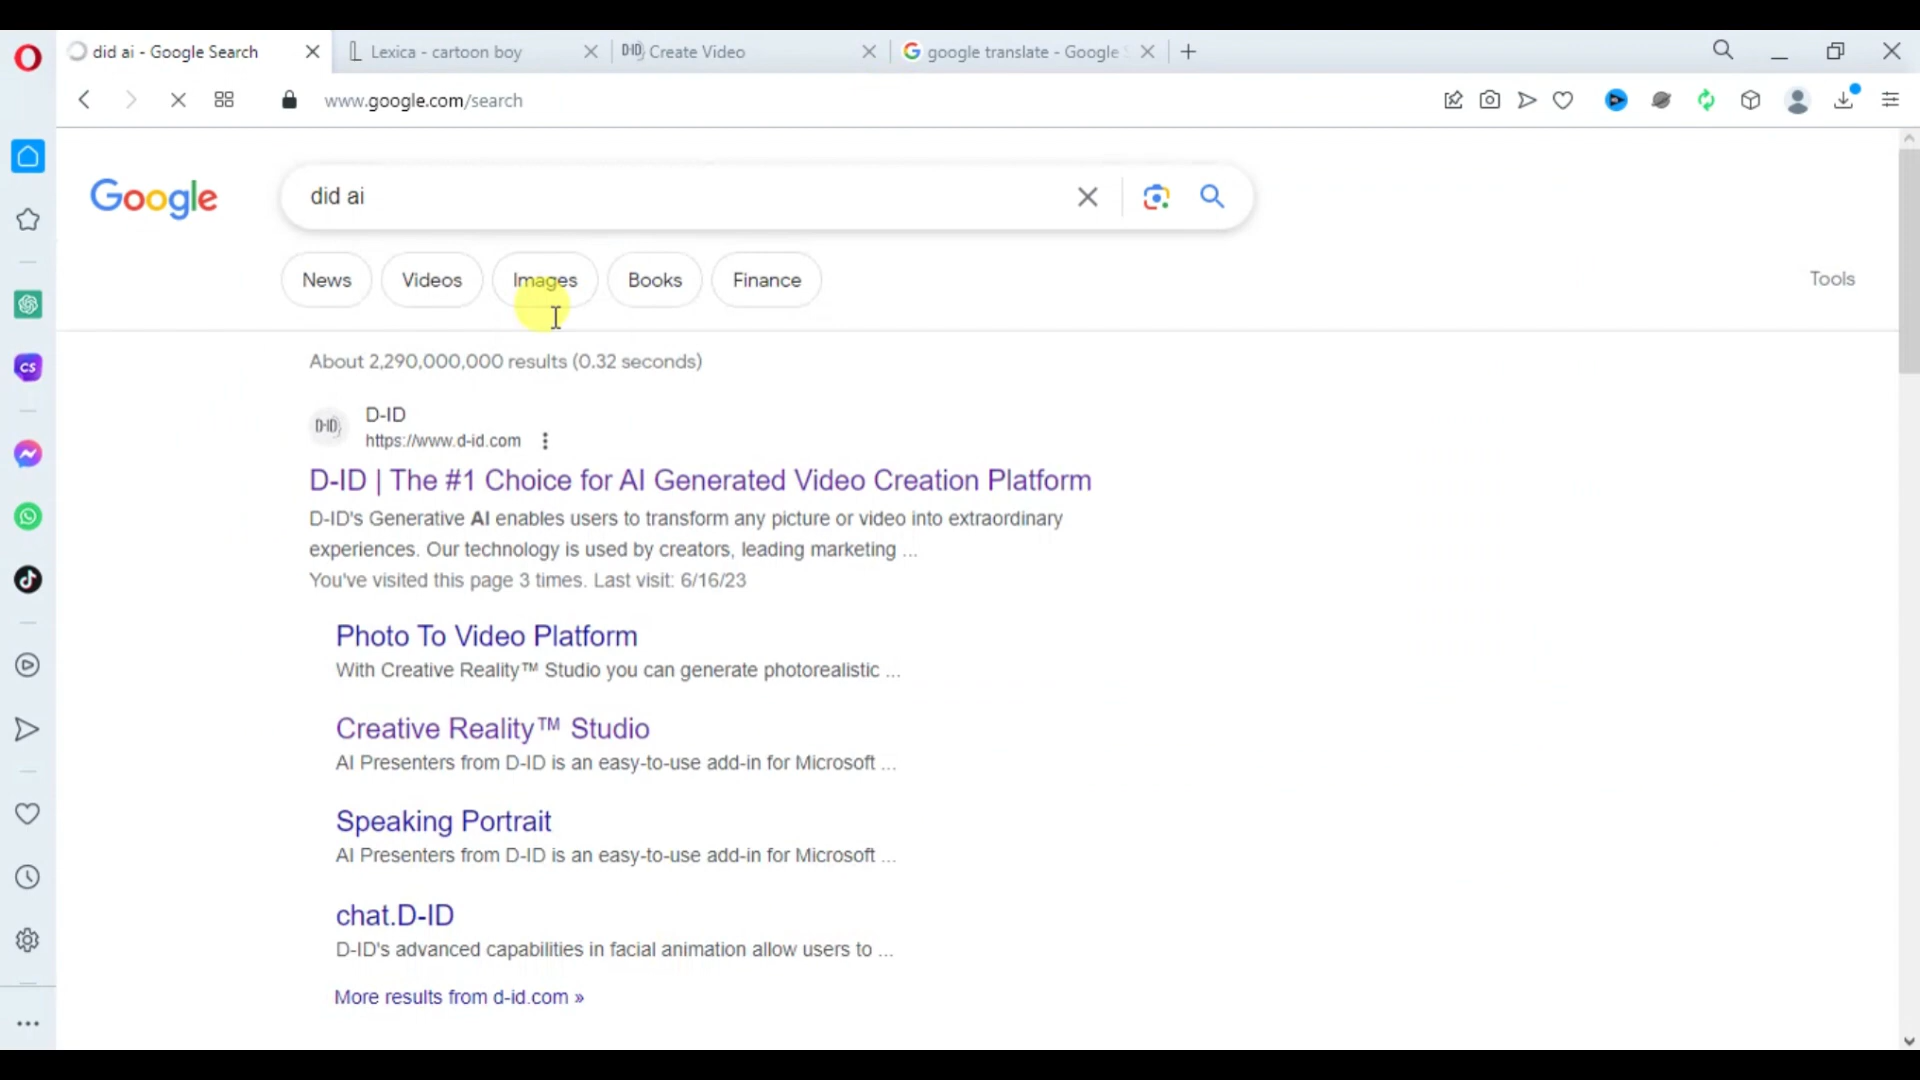 did ai - Google Search
Lexica - cartoon boy
D-ID Create Video
google translate - Google S
www.google.com/search
Google
did ai
News
Videos
Images
Books
Finance
Tools
About 2,290,000,000 results (0.32 seconds)
D-ID
D-ID
https://www.d-id.com
D-ID | The #1 Choice for AI Generated Video Creation Platform
D-ID's Generative AI enables users to transform any picture or video into extraordinary
experiences. Our technology is used by creators, leading marketing ...
You've visited this page 3 times. Last visit: 6/16/23
Photo To Video Platform
With Creative Reality™ Studio you can generate photorealistic ...
Creative Reality™ Studio
AI Presenters from D-ID is an easy-to-use add-in for Microsoft ...
Speaking Portrait
AI Presenters from D-ID is an easy-to-use add-in for Microsoft ...
chat.D-ID
D-ID's advanced capabilities in facial animation allow users to ...
More results from d-id.com »
CS